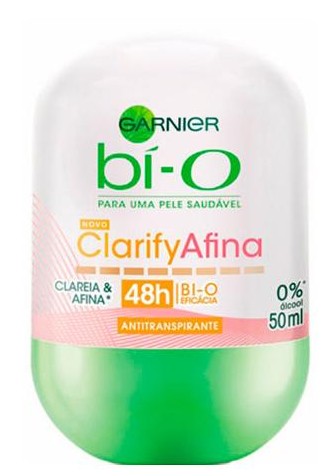 GARNIER
bí-O
PARA UMA PELE SAUDÁVEL
NOVO
ClarifyAfina
CLAREIA &
AFINA*
48h
BI-O
EFICÁCIA
0%*
álcool
50ml
ANTITRANSPIRANTE